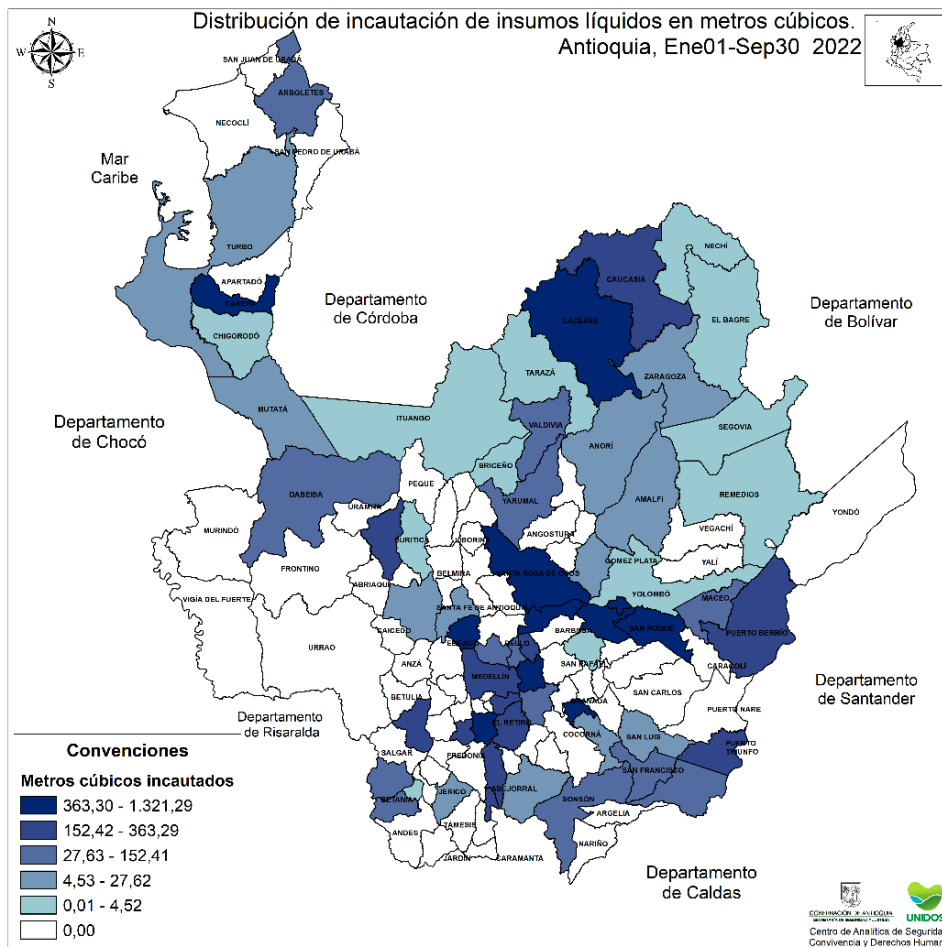 Distribución de incautación de insumos líquidos en metros cúbicos.
Antioquia, Ene01-Sep30 2022
N
W
E
S
SAN JUAN DE URABÁ
ARBOLETES
NECOCLÍ
SAN PEDRO DE URABÁ
Mar
Caribe
TURBO
APARTADÓ
CAREPA
CHIGORODÓ
Departamento
de Córdoba
NECHÍ
CAUCASIA
CÁCERES
EL BAGRE
Departamento
de Bolívar
TARAZÁ
ZARAGOZA
MUTATÁ
ITUANGO
VALDIVIA
SEGOVIA
Departamento
de Chocó
BRICEÑO
ANORÍ
PEQUE
DABEIBA
YARUMAL
AMALFI
REMEDIOS
URAMITA
YONDÓ
MURINDÓ
BURITICÁ
ANGOSTURA
VEGACHÍ
FRONTINO
BELMIRA
GÓMEZ PLATA
YALÍ
ABRIAQUÍ
SANTA ROSA DE OSOS
VIGÍA DEL FUERTE
YOLOMBÓ
MACEO
SANTA FE DE ANTIOQUIA
CAICEDO
SAN ROQUE
PUERTO BERRÍO
URRAO
EBÉJICO
BELLO
BARBOSA
ANZÁ
SAN RAFAEL
CARACOLÍ
MEDELLÍN
BETULIA
SAN CARLOS
Departamento
de Santander
GRANADA
PUERTO NARE
Departamento
de Risaralda
EL RETIRO
COCORNÁ
SAN LUIS
PUERTO
TRIUNFO
SALGAR
FREDONIA
SAN FRANCISCO
BETANIA
JERICÓ
ABEJORRAL
SONSÓN
ARGELIA
ANDES
TÁMESIS
NARIÑO
JARDÍN
CARAMANTA
Departamento
de Caldas
Convenciones
Metros cúbicos incautados
363,30 - 1.321,29
152,42 - 363,29
27,63 - 152,41
4,53 - 27,62
0,01 - 4,52
0,00
GOBERNACIÓN DE ANTIOQUIA
UNIDOS
Centro de Analítica de Segurida
Convivencia y Derechos Human